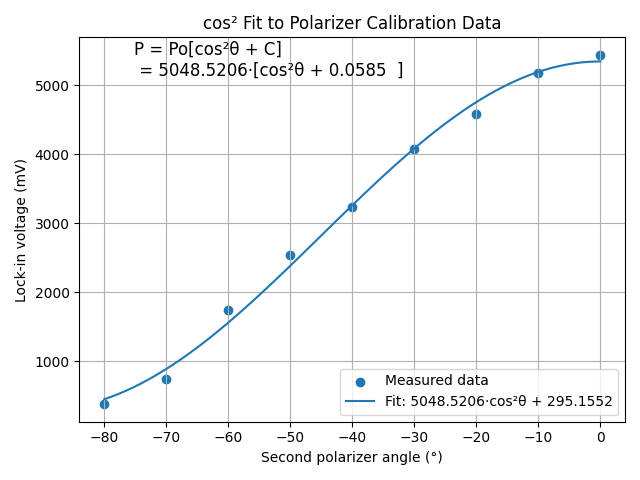 cos² Fit to Polarizer Calibration Data
P = Po[cos²θ + C]
= 5048.5206·[cos²θ + 0.0585 ]
Lock-in voltage (mV)
5000
4000
3000
2000
1000
Measured data
Fit: 5048.5206·cos²θ + 295.1552
−80 −70 −60 −50 −40 −30 −20 −10 0
Second polarizer angle (°)